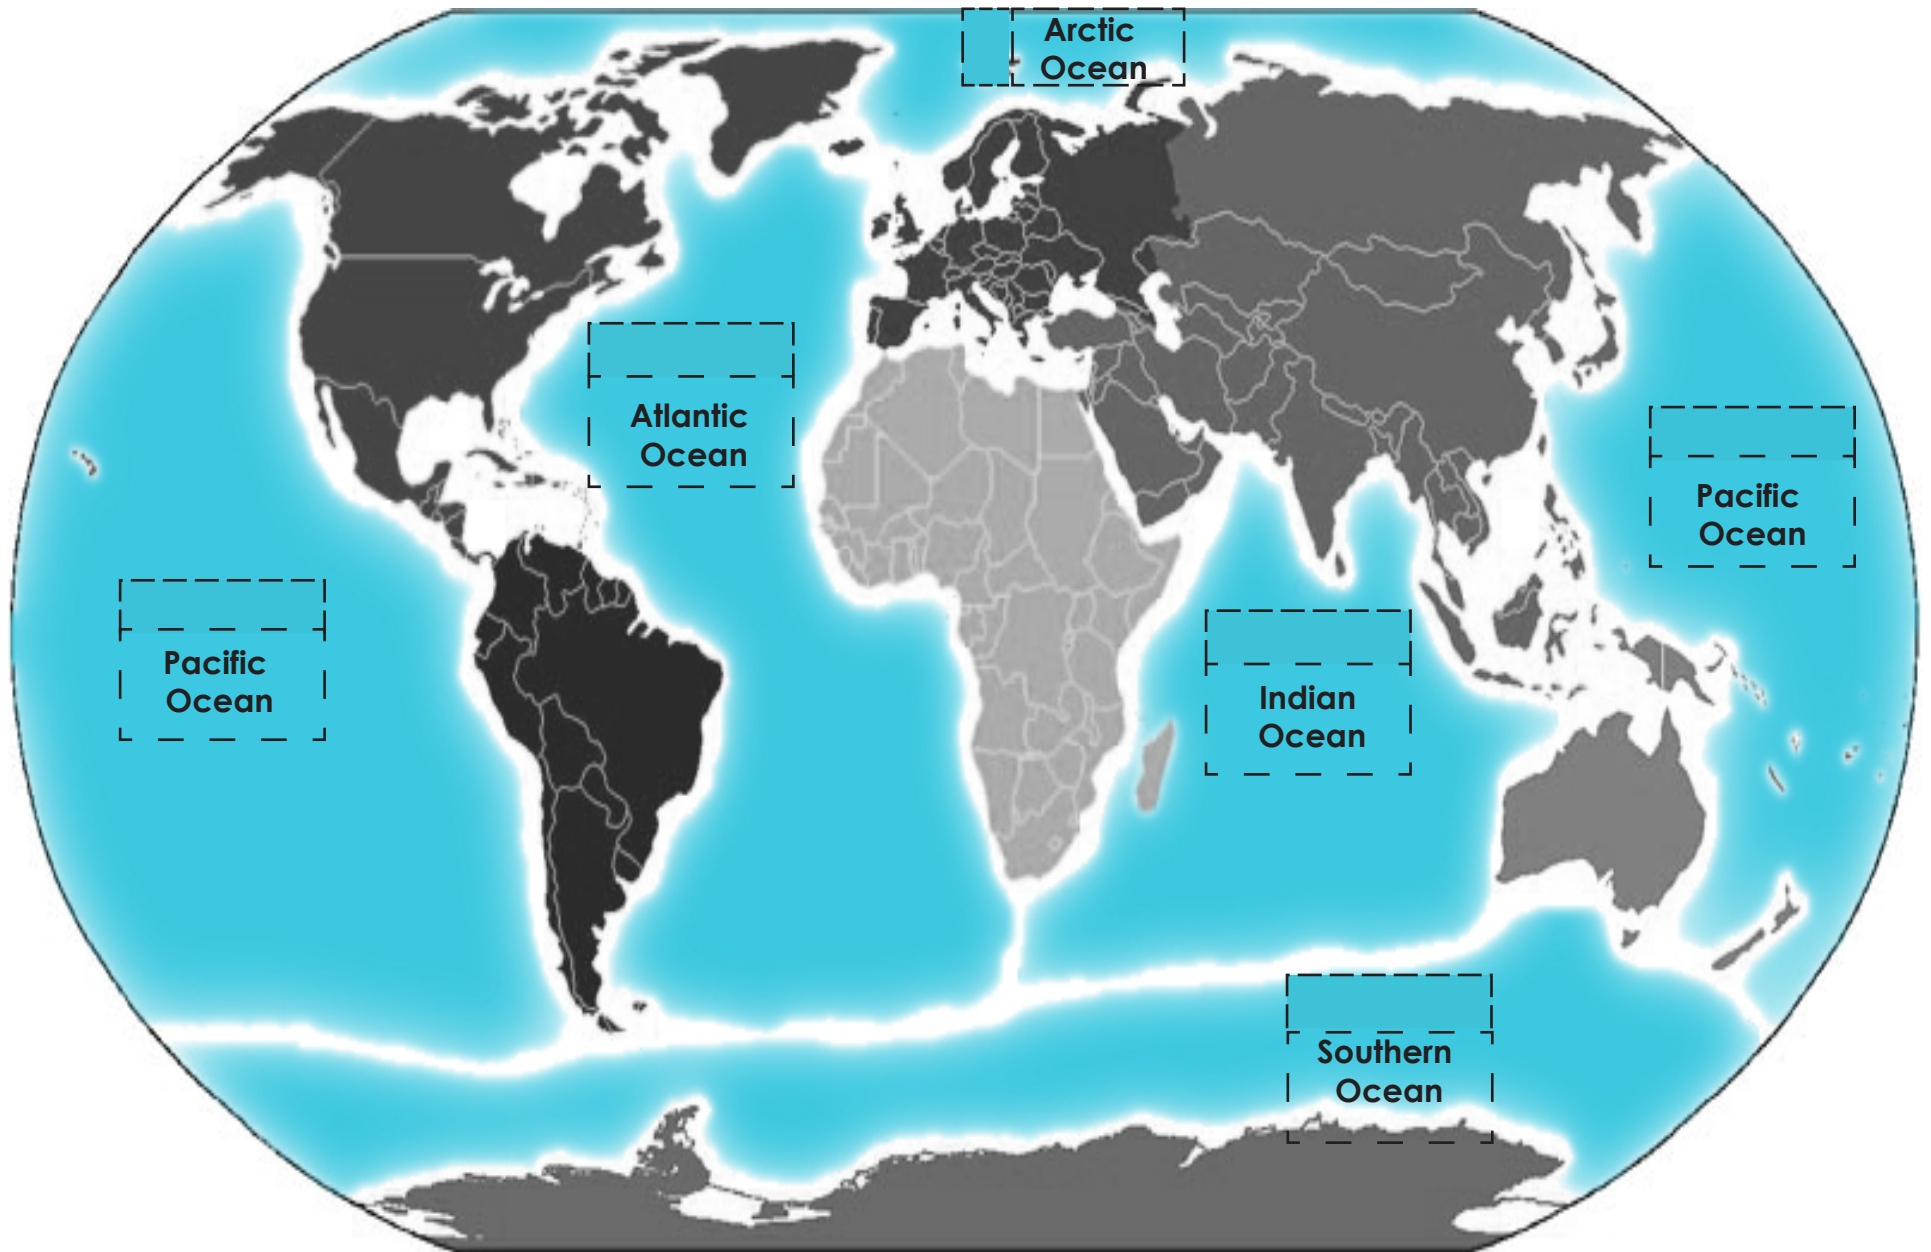 Arctic
Ocean
Atlantic
Ocean
Pacific
Ocean
Pacific
Ocean
Indian
Ocean
Southern
Ocean